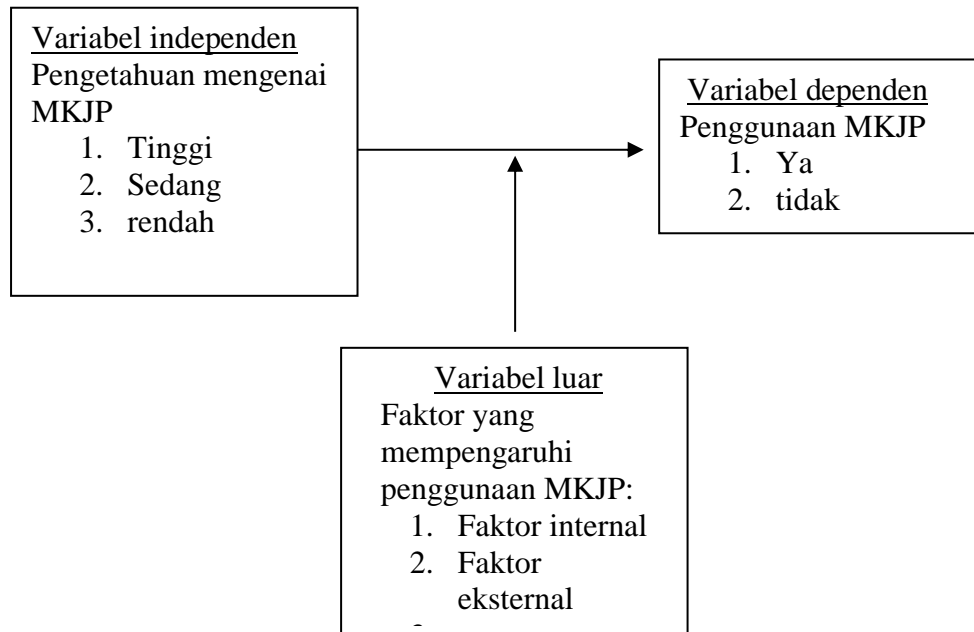 Variabel independen
Pengetahuan mengenai
MKJP
1. Tinggi
2. Sedang
3. rendah
Variabel dependen
Penggunaan MKJP
1. Ya
2. tidak
Variabel luar
Faktor yang
mempengaruhi
penggunaan MKJP:
1. Faktor internal
2. Faktor
eksternal